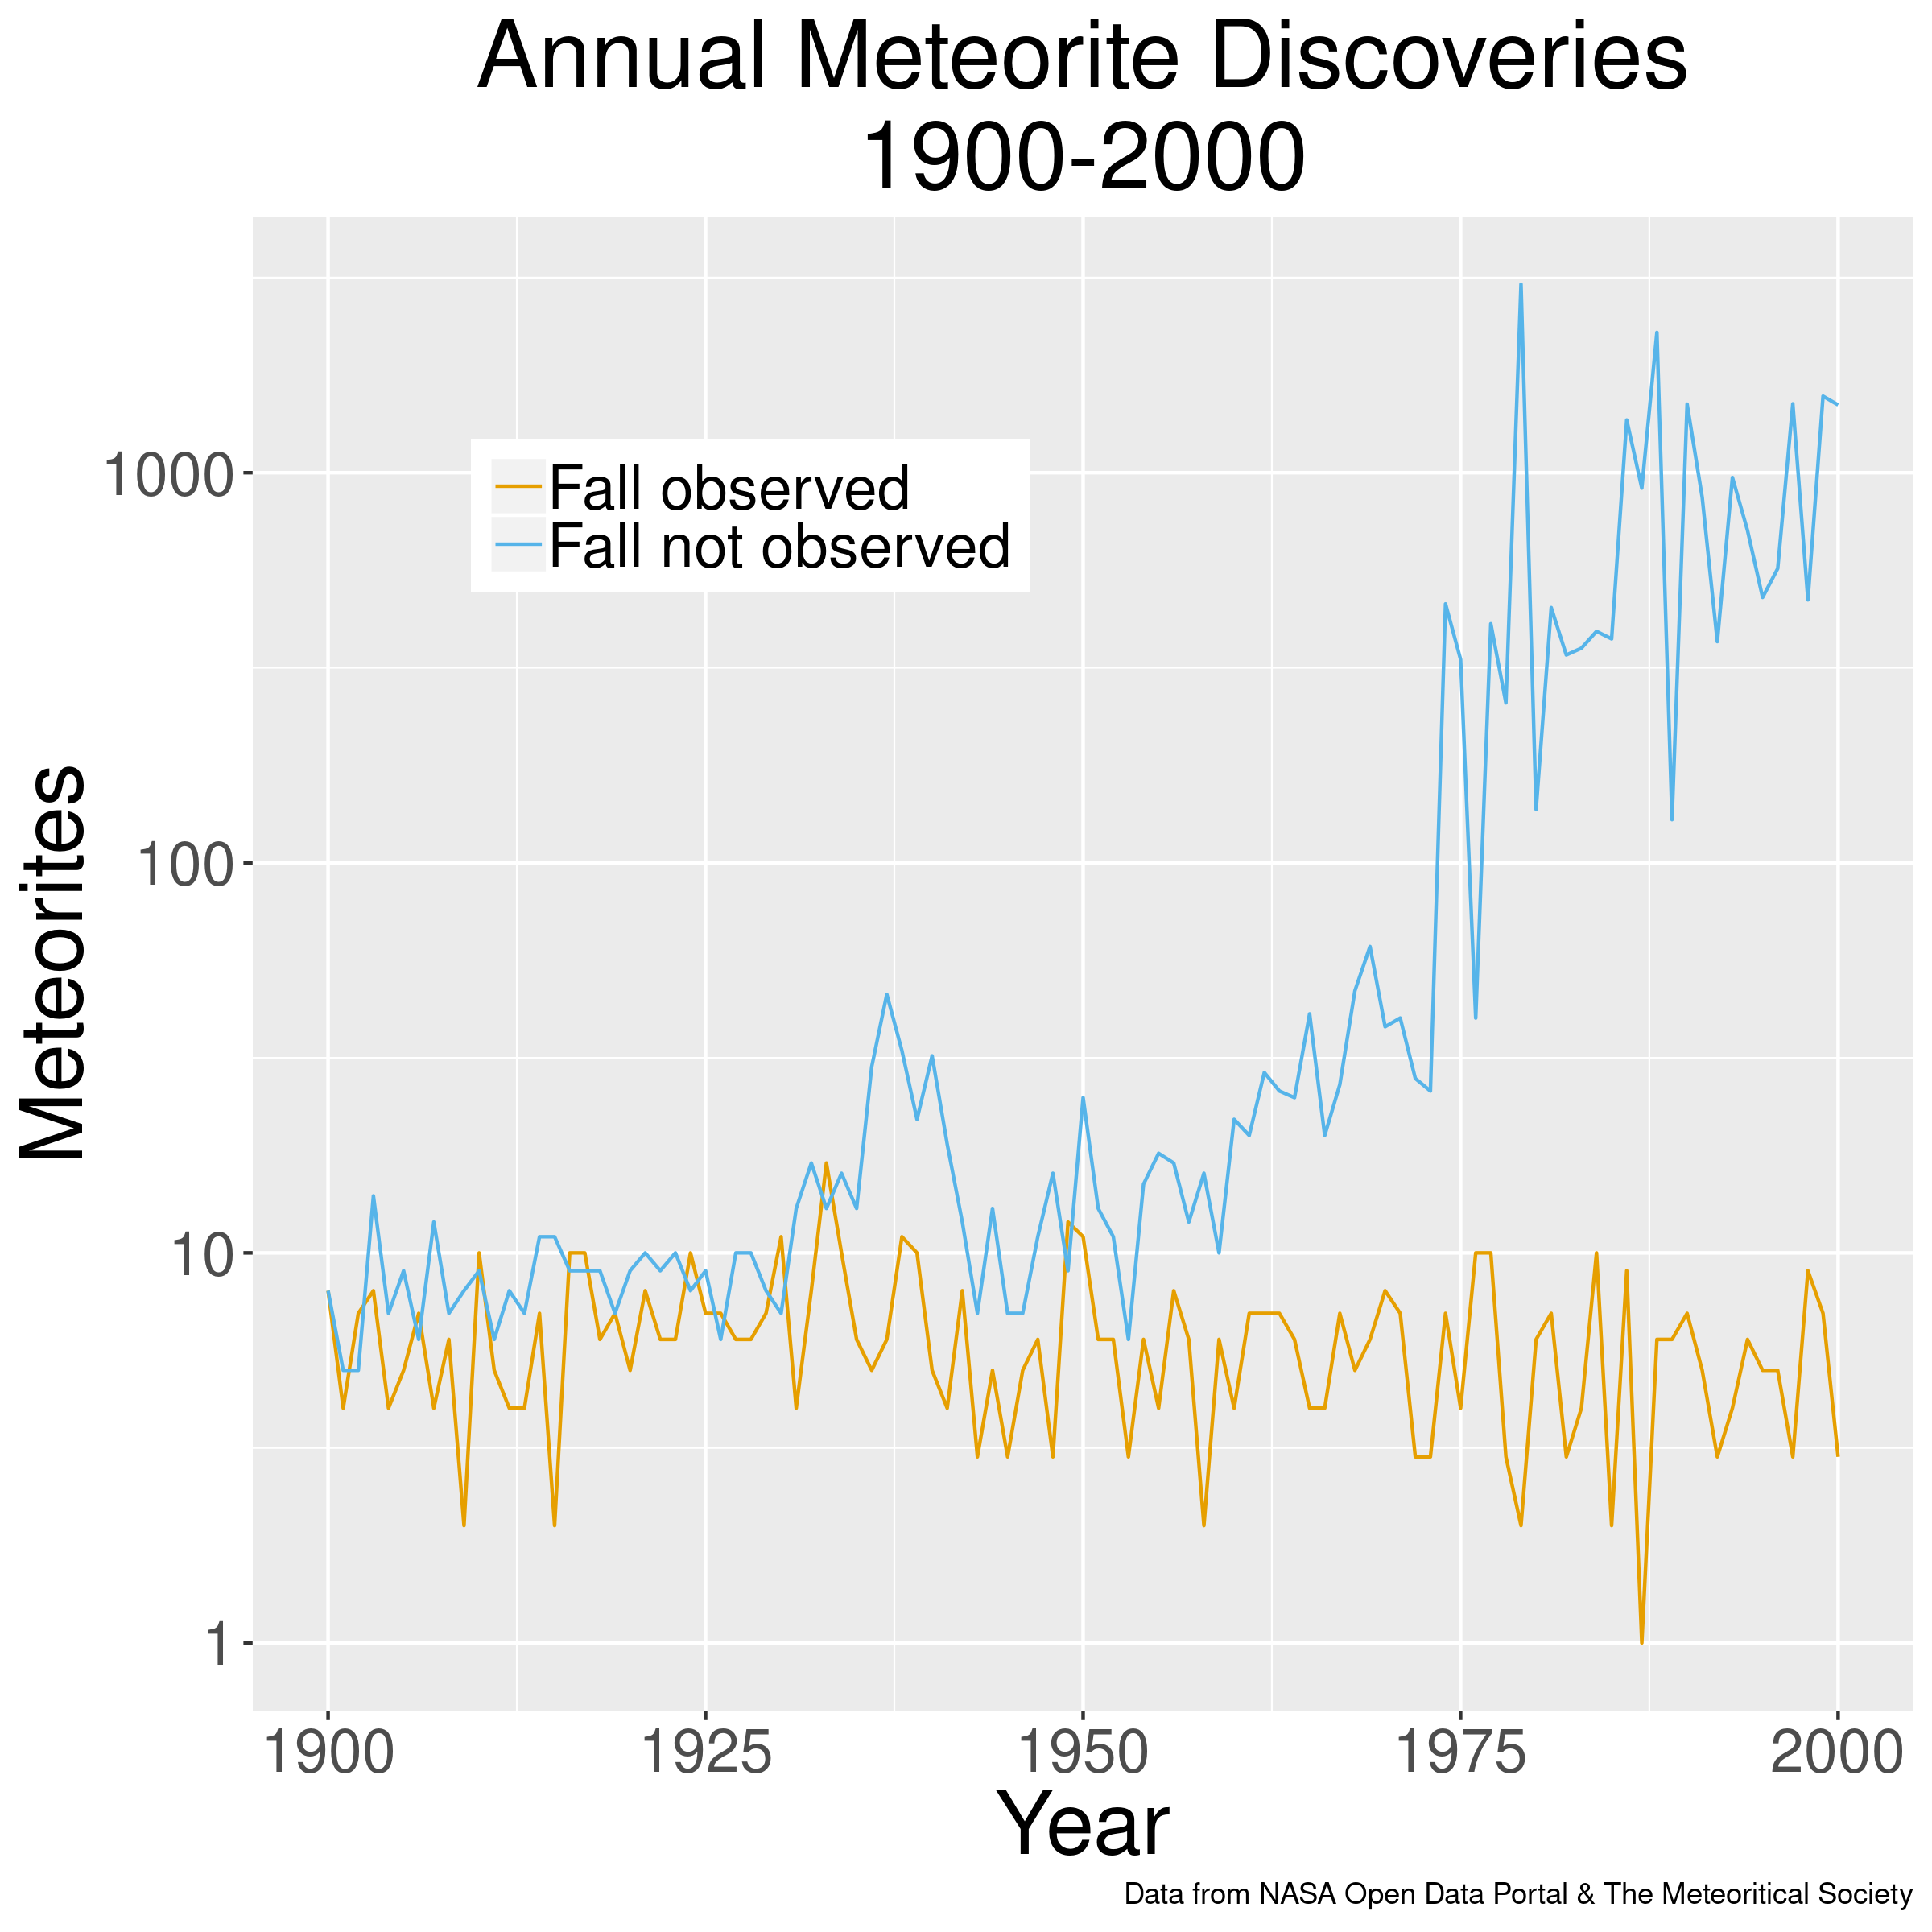 Annual Meteorite Discoveries
1900-2000
Meteorites
1000
100
10
1
Fall observed
Fall not observed
1900
1925
1950
1975
2000
Year
Data from NASA Open Data Portal & The Meteoritical Society